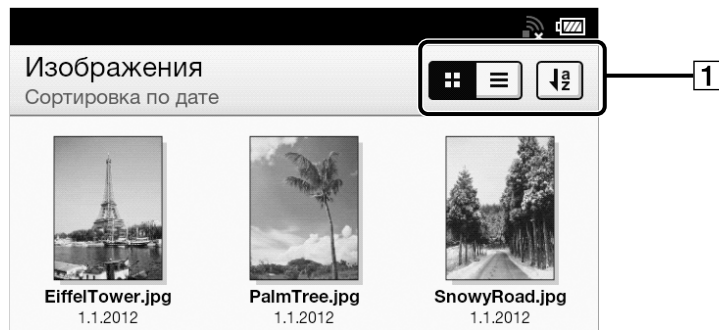 Изображения
Сортировка по дате
a
z
1
EiffelTower.jpg
PalmTree.jpg
SnowyRoad.jpg
1.1.2012
1.1.2012
1.1.2012